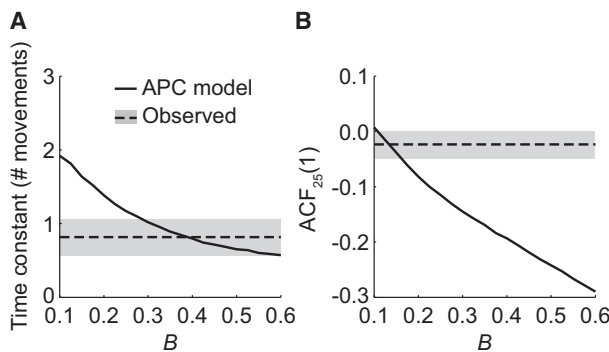 A
B
Time constant (# movements)
3
2
1
0
APC model
Observed
0.1 0.2 0.3 0.4 0.5 0.6
B
ACF25(1)
0.1
0.0
-0.1
-0.2
-0.3
0.1 0.2 0.3 0.4 0.5 0.6
B